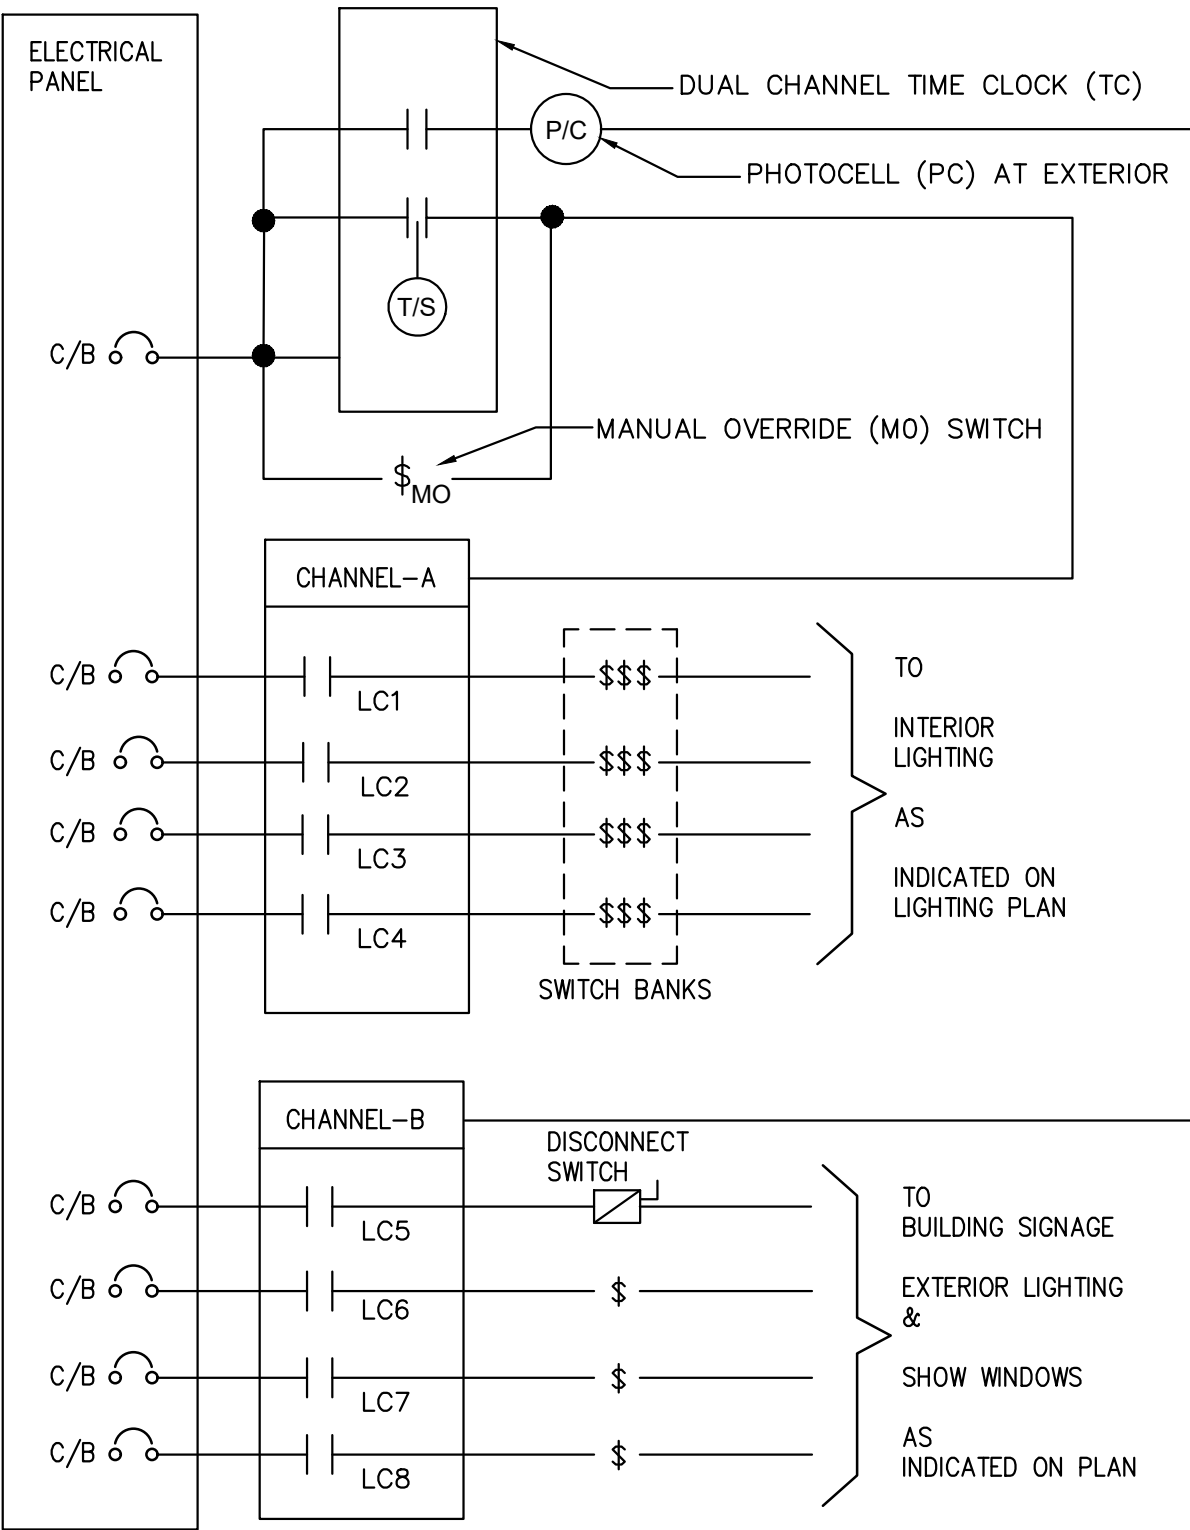 ELECTRICAL
PANEL
DUAL CHANNEL TIME CLOCK (TC)
P/C
PHOTOCELL (PC) AT EXTERIOR
T/S
C/B
MANUAL OVERRIDE (MO) SWITCH
$MO
CHANNEL-A
C/B
LC1
$$$
C/B
LC2
$$$
C/B
LC3
$$$
C/B
LC4
$$$
SWITCH BANKS
TO
INTERIOR
LIGHTING
AS
INDICATED ON
LIGHTING PLAN
CHANNEL-B
DISCONNECT
SWITCH
C/B
LC5
C/B
LC6
$
C/B
LC7
$
C/B
LC8
$
TO
BUILDING SIGNAGE
EXTERIOR LIGHTING
&
SHOW WINDOWS
AS
INDICATED ON PLAN